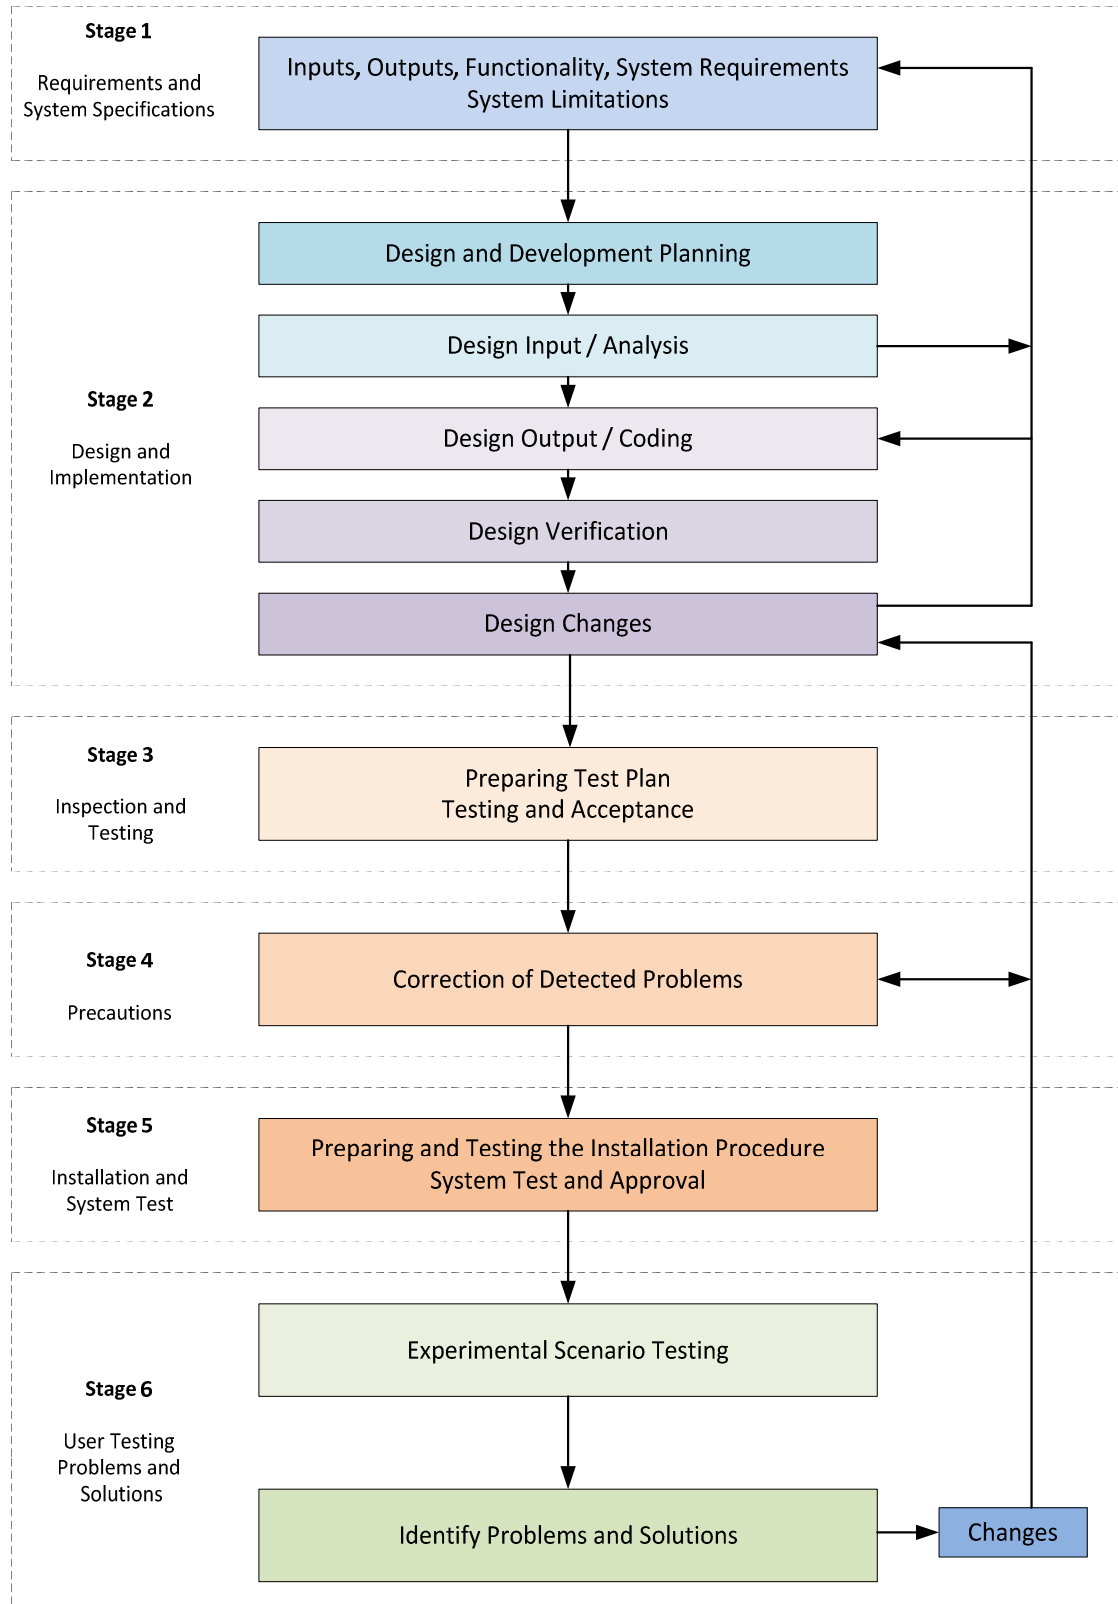 Stage 1
Requirements and
System Specifications
Inputs, Outputs, Functionality, System Requirements
System Limitations
Stage 2
Design and
Implementation
Design and Development Planning
Design Input / Analysis
Design Output / Coding
Design Verification
Design Changes
Stage 3
Inspection and
Testing
Preparing Test Plan
Testing and Acceptance
Stage 4
Precautions
Correction of Detected Problems
Stage 5
Installation and
System Test
Preparing and Testing the Installation Procedure
System Test and Approval
Stage 6
User Testing
Problems and
Solutions
Experimental Scenario Testing
Identify Problems and Solutions
Changes